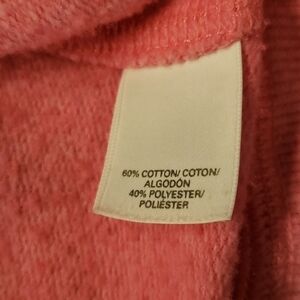 60% COTTON/ COTON/
ALGODÓN
40% POLYESTER/
POLIÉSTER